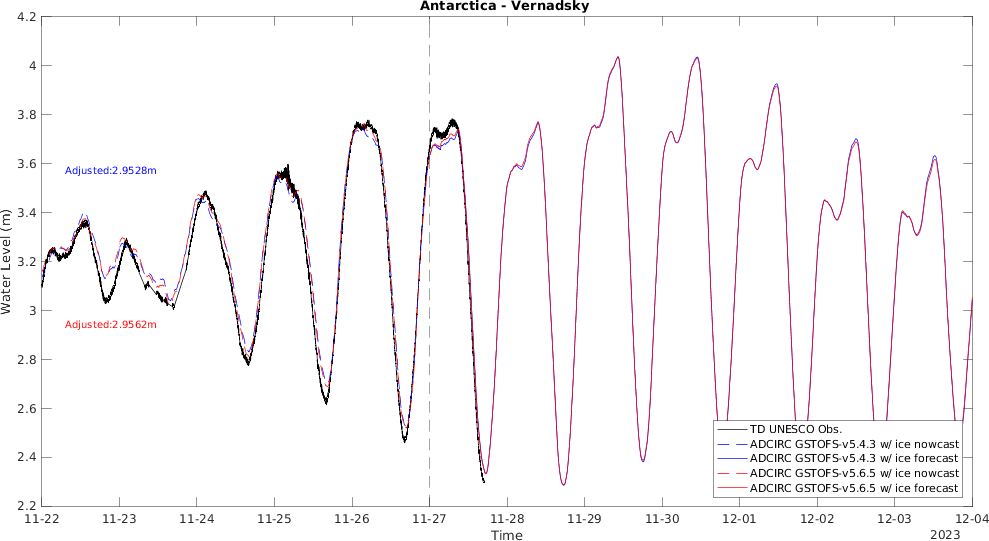 Antarctica - Vernadsky
4.2
4
3.8
3.6
3.4
3.2
3
2.8
2.6
2.4
2.2
Water Level (m)
Adjusted:2.9528m
Adjusted:2.9562m
TD UNESCO Obs.
ADCIRC GSTOFS-v5.4.3 w/ ice nowcast
ADCIRC GSTOFS-v5.4.3 w/ ice forecast
ADCIRC GSTOFS-v5.6.5 w/ ice nowcast
ADCIRC GSTOFS-v5.6.5 w/ ice forecast
11-22 11-23 11-24 11-25 11-26 11-27 11-28 11-29 11-30 12-01 12-02 12-03 12-04
Time
2023